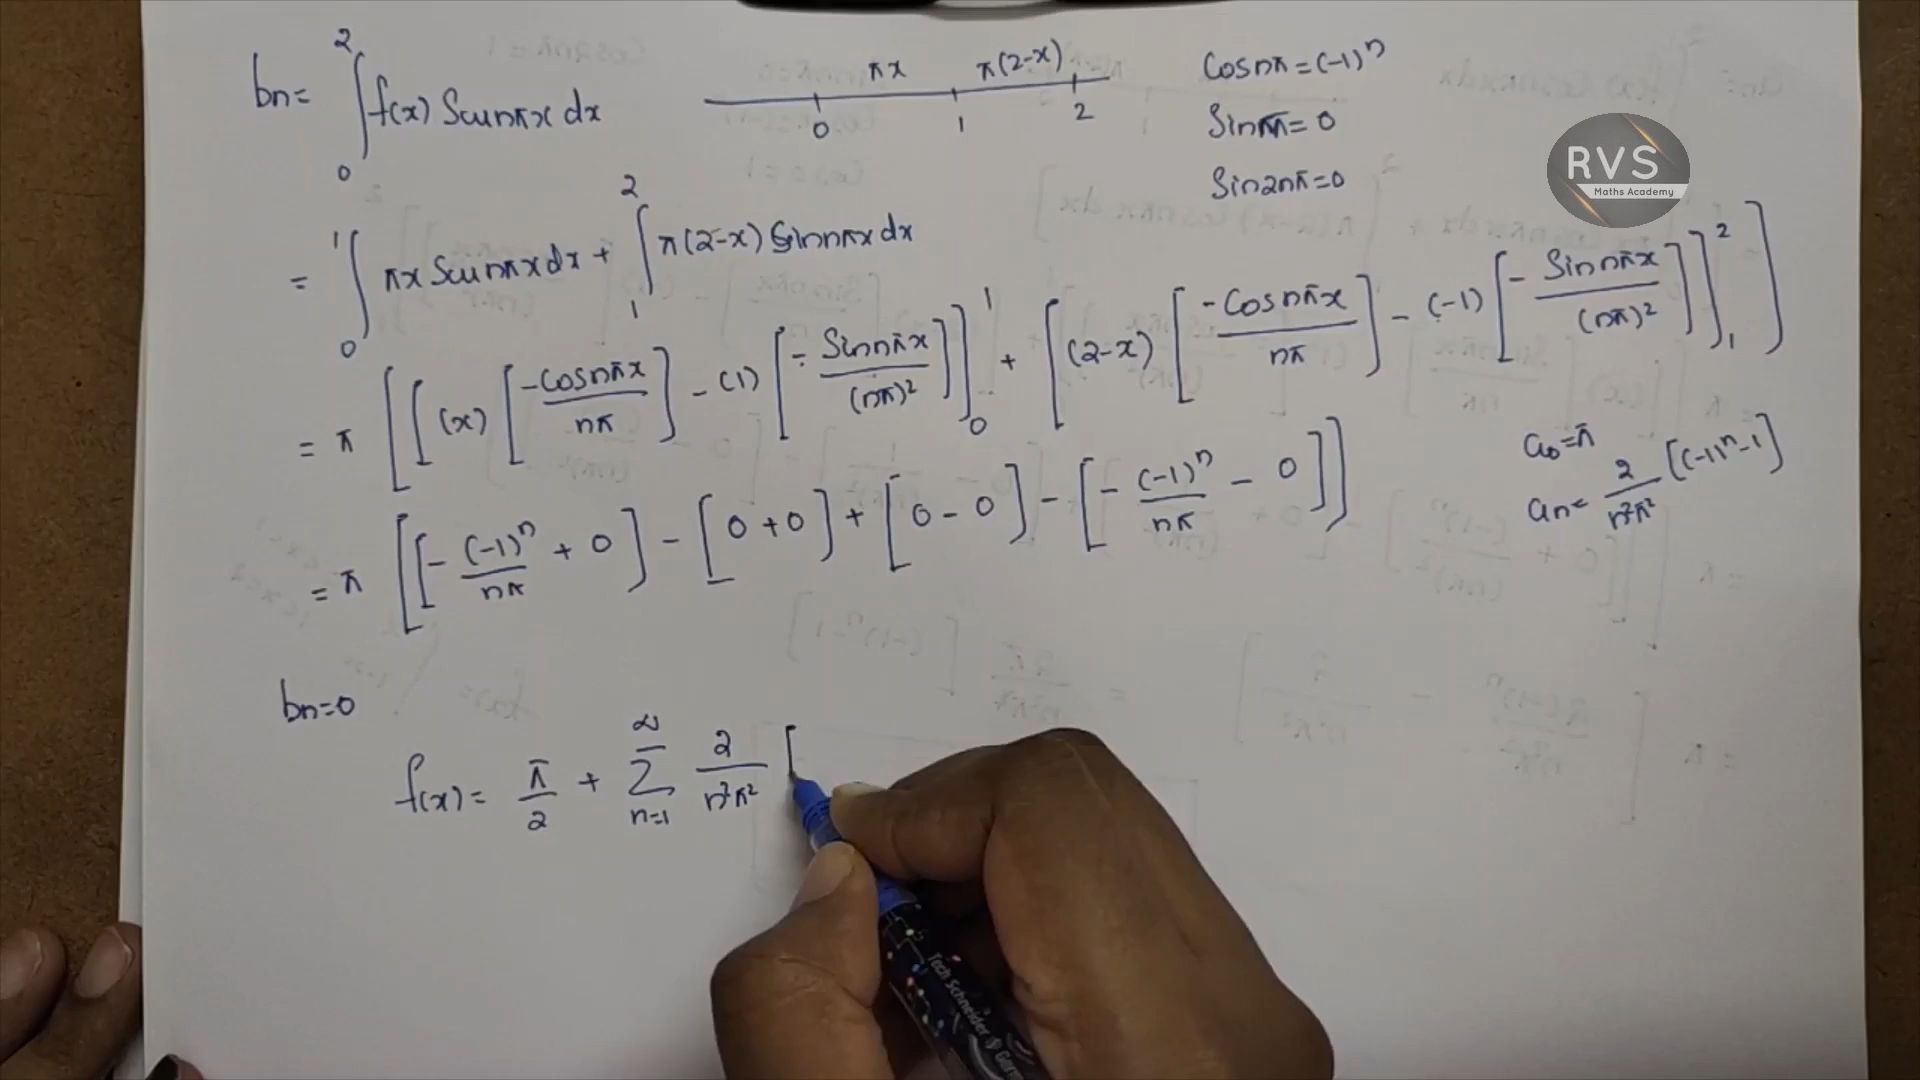 bn = ∫₀² f(x) Sin nπx dx
πx π(2-x)
0 1 2
Cos nπ = (-1)ⁿ
Sin nπ = 0
Sin 2nπ = 0
RVS
Maths Academy
= ∫₀¹ πx Sin nπx dx + ∫₁² π(2-x) Sin nπx dx
= π [[(x) [-Cos nπx / nπ] - (1) [- Sin nπx / (nπ)²]]₀¹ + [(2-x) [-Cos nπx / nπ] - (-1) [- Sin nπx / (nπ)²]]₁²]
a₀ = π
an = 2/n²π² [(-1)ⁿ-1]
= π [[- (-1)ⁿ/nπ + 0] - [0+0] + [0-0] - [- (-1)ⁿ/nπ - 0]]
bn = 0
f(x) = π/2 + ∑ₙ₌₁^∞ 2/n²π² [
Tech Schneider